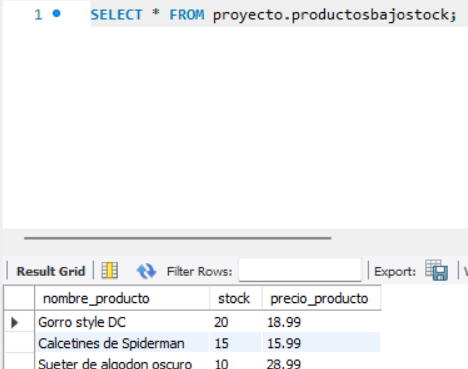 1 SELECT * FROM proyecto.productosbajostock;
Result Grid Filter Rows: Export:
nombre_producto stock precio_producto
Gorro style DC 20 18.99
Calcetines de Spiderman 15 15.99
Sueter de algodon oscuro 10 28.99